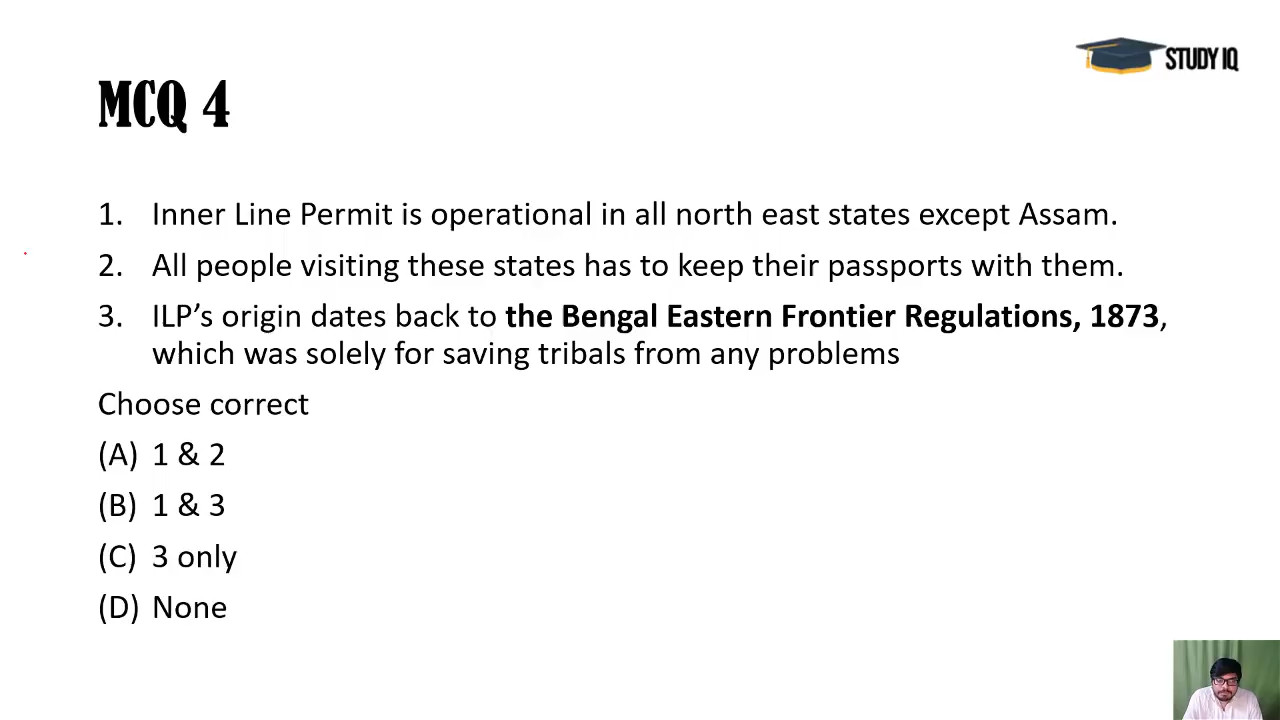 STUDY IQ
MCQ 4
1. Inner Line Permit is operational in all north east states except Assam.
2. All people visiting these states has to keep their passports with them.
3. ILP’s origin dates back to the Bengal Eastern Frontier Regulations, 1873,
which was solely for saving tribals from any problems
Choose correct
(A) 1 & 2
(B) 1 & 3
(C) 3 only
(D) None